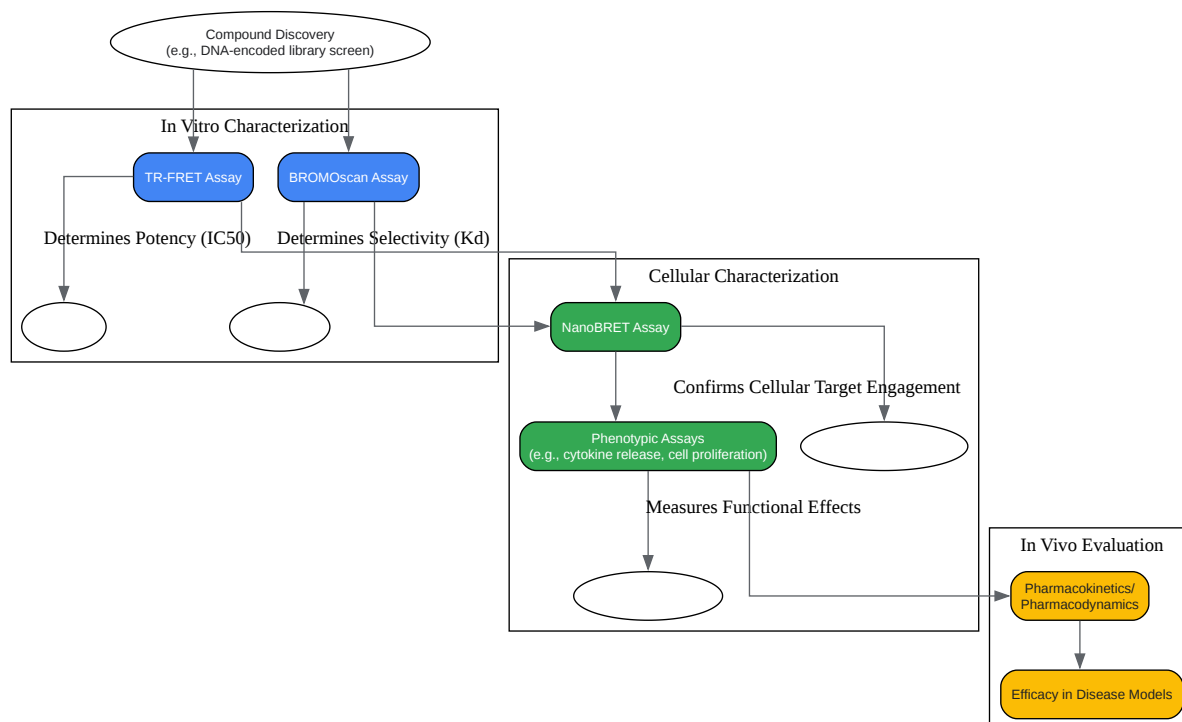 Compound Discovery
(e.g., DNA-encoded library screen)
In Vitro Characterization
TR-FRET Assay
BROMOscan Assay
Determines Potency (IC50)
Determines Selectivity (Kd)
Cellular Characterization
NanoBRET Assay
Confirms Cellular Target Engagement
Phenotypic Assays
(e.g., cytokine release, cell proliferation)
Measures Functional Effects
In Vivo Evaluation
Pharmacokinetics/
Pharmacodynamics
Efficacy in Disease Models